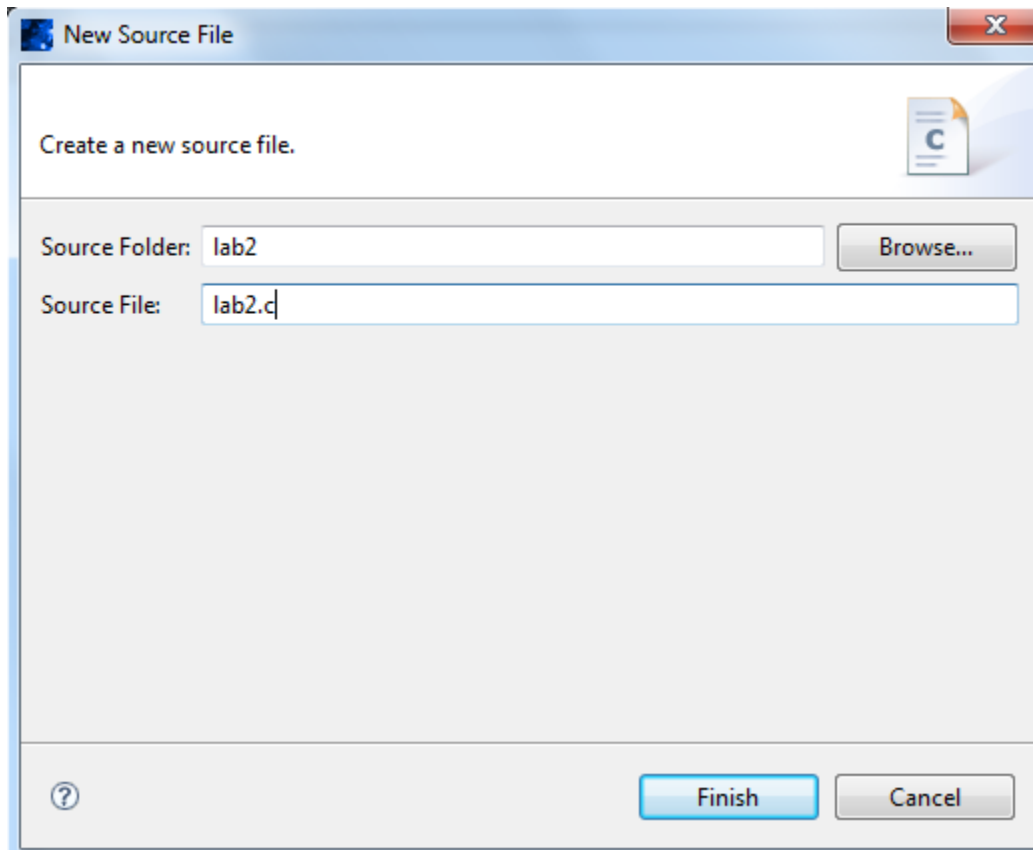 New Source File
Create a new source file.
C
Source Folder: lab2 Browse...
Source File: lab2.c
? Finish Cancel